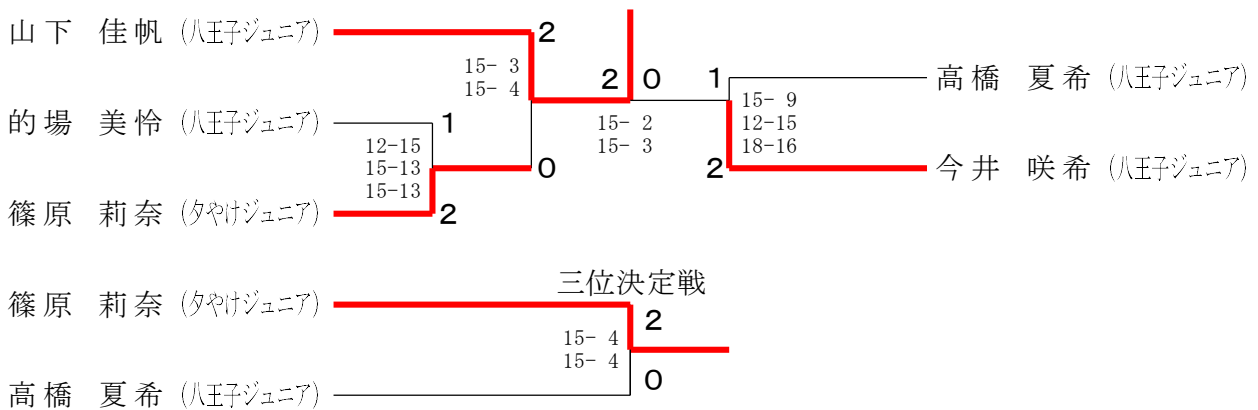 山下 佳帆 (八王子ジュニア)
2
15- 3
15- 4
2 0
1
高橋 夏希 (八王子ジュニア)
的場 美怜 (八王子ジュニア)
1
12-15
15-13
15-13
0
15- 2
15- 3
15- 9
12-15
18-16
2
今井 咲希 (八王子ジュニア)
篠原 莉奈 (夕やけジュニア)
2
三位決定戦
篠原 莉奈 (夕やけジュニア)
2
15- 4
15- 4
0
高橋 夏希 (八王子ジュニア)